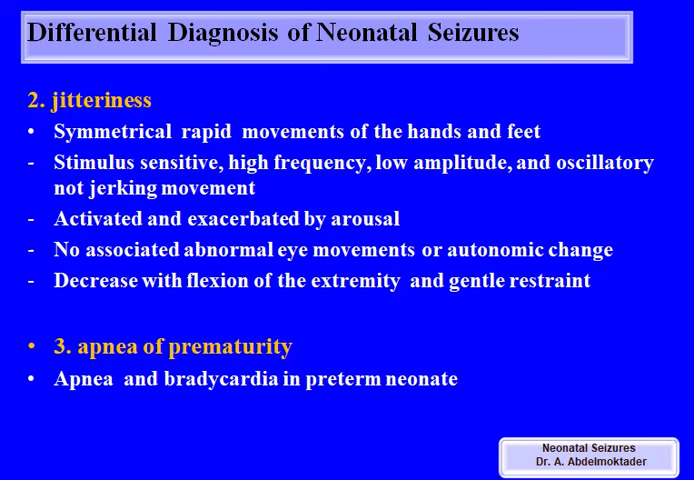 Differential Diagnosis of Neonatal Seizures
2. jitteriness
• Symmetrical rapid movements of the hands and feet
- Stimulus sensitive, high frequency, low amplitude, and oscillatory
not jerking movement
- Activated and exacerbated by arousal
- No associated abnormal eye movements or autonomic change
- Decrease with flexion of the extremity and gentle restraint
• 3. apnea of prematurity
• Apnea and bradycardia in preterm neonate
Neonatal Seizures
Dr. A. Abdelmoktader